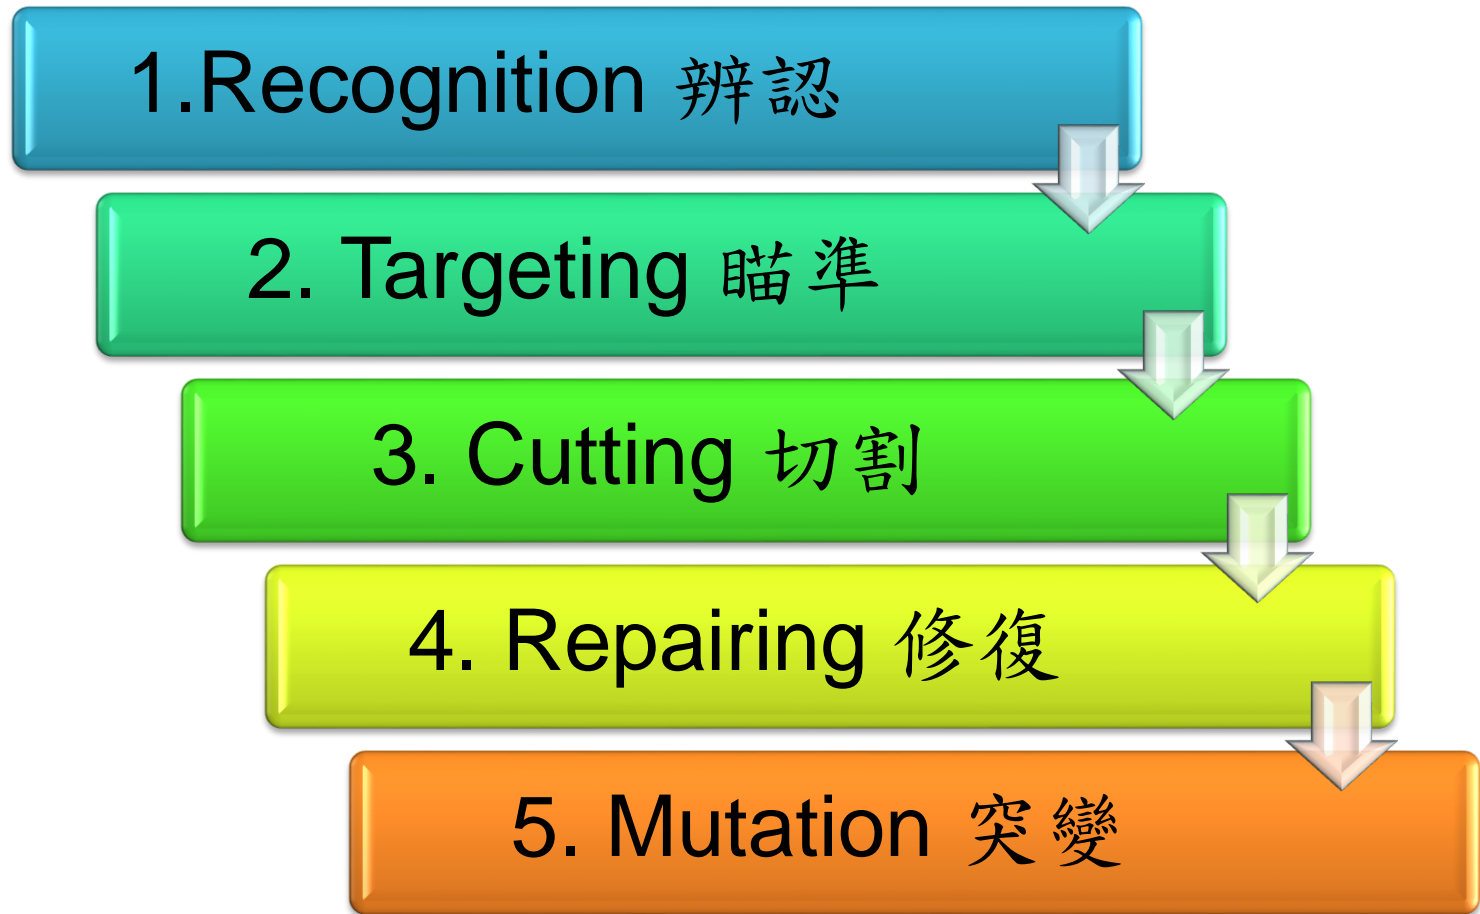 1.Recognition 辨認
2. Targeting 瞄準
3. Cutting 切割
4. Repairing 修復
5. Mutation 突變